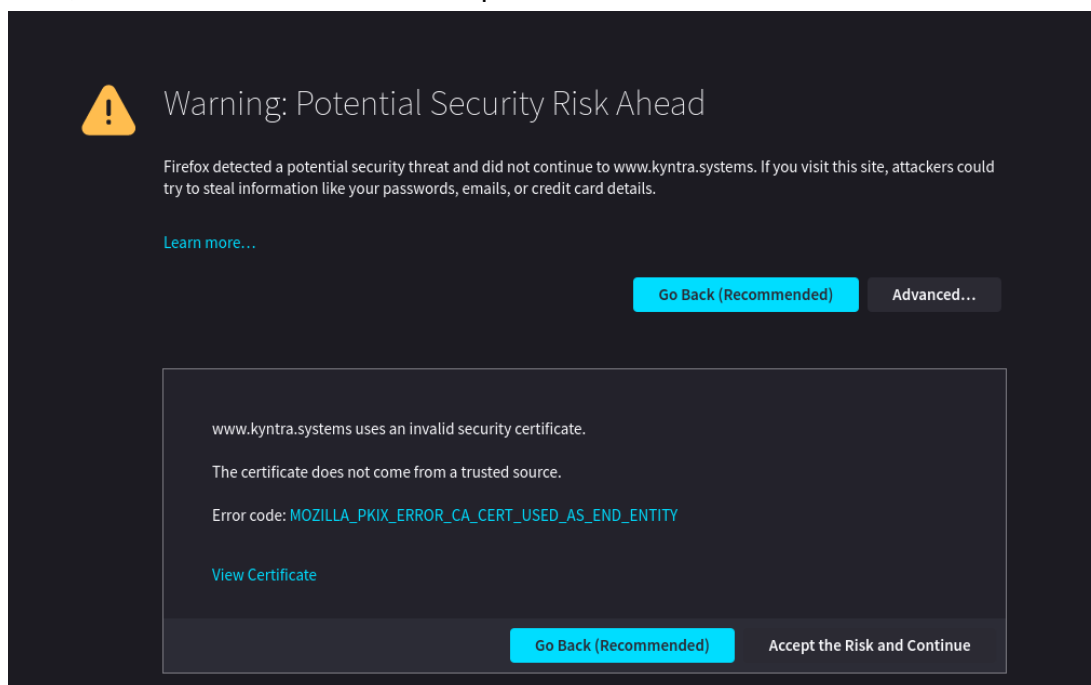 Warning: Potential Security Risk Ahead
Firefox detected a potential security threat and did not continue to www.kyntra.systems. If you visit this site, attackers could
try to steal information like your passwords, emails, or credit card details.
Learn more…
Go Back (Recommended) Advanced…
www.kyntra.systems uses an invalid security certificate.
The certificate does not come from a trusted source.
Error code: MOZILLA_PKIX_ERROR_CA_CERT_USED_AS_END_ENTITY
View Certificate
Go Back (Recommended) Accept the Risk and Continue